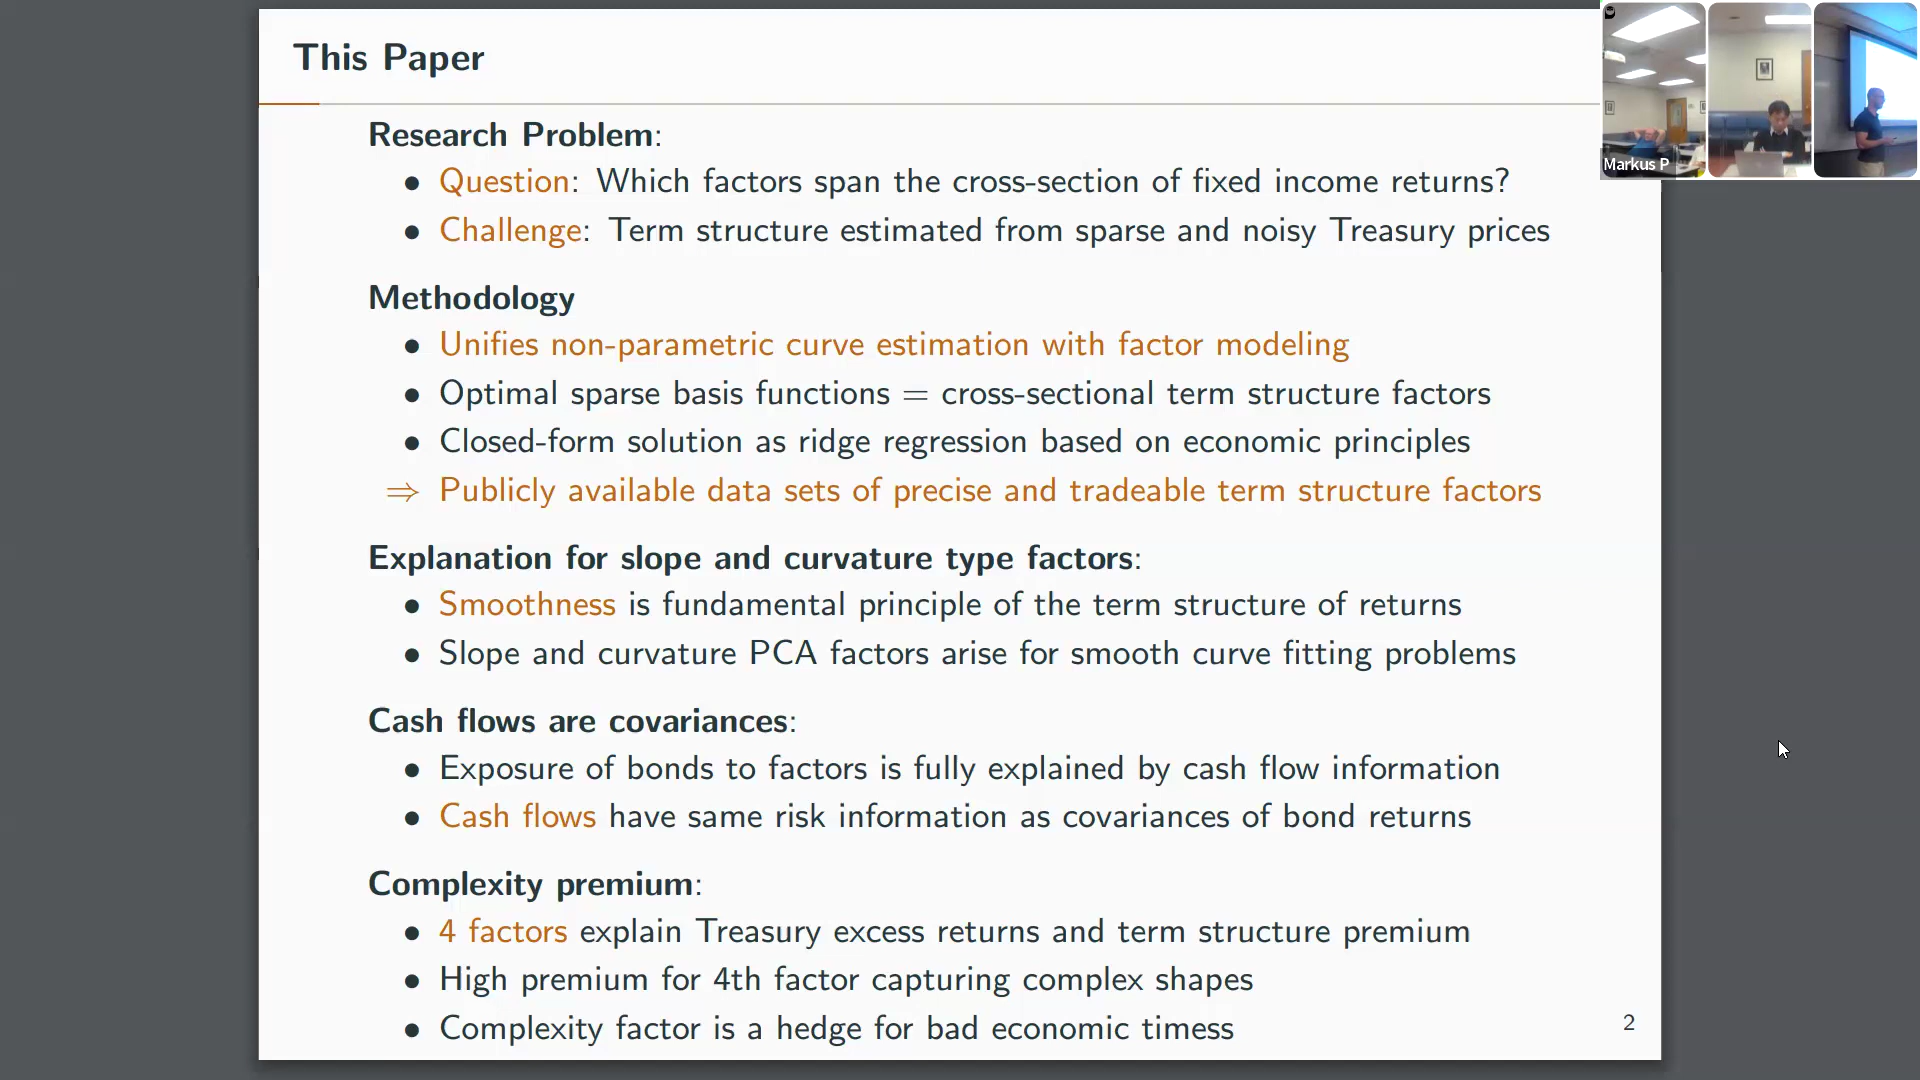 This Paper
Markus P
Research Problem:
• Question: Which factors span the cross-section of fixed income returns?
• Challenge: Term structure estimated from sparse and noisy Treasury prices
Methodology
• Unifies non-parametric curve estimation with factor modeling
• Optimal sparse basis functions = cross-sectional term structure factors
• Closed-form solution as ridge regression based on economic principles
⇒ Publicly available data sets of precise and tradeable term structure factors
Explanation for slope and curvature type factors:
• Smoothness is fundamental principle of the term structure of returns
• Slope and curvature PCA factors arise for smooth curve fitting problems
Cash flows are covariances:
• Exposure of bonds to factors is fully explained by cash flow information
• Cash flows have same risk information as covariances of bond returns
Complexity premium:
• 4 factors explain Treasury excess returns and term structure premium
• High premium for 4th factor capturing complex shapes
• Complexity factor is a hedge for bad economic timess
2